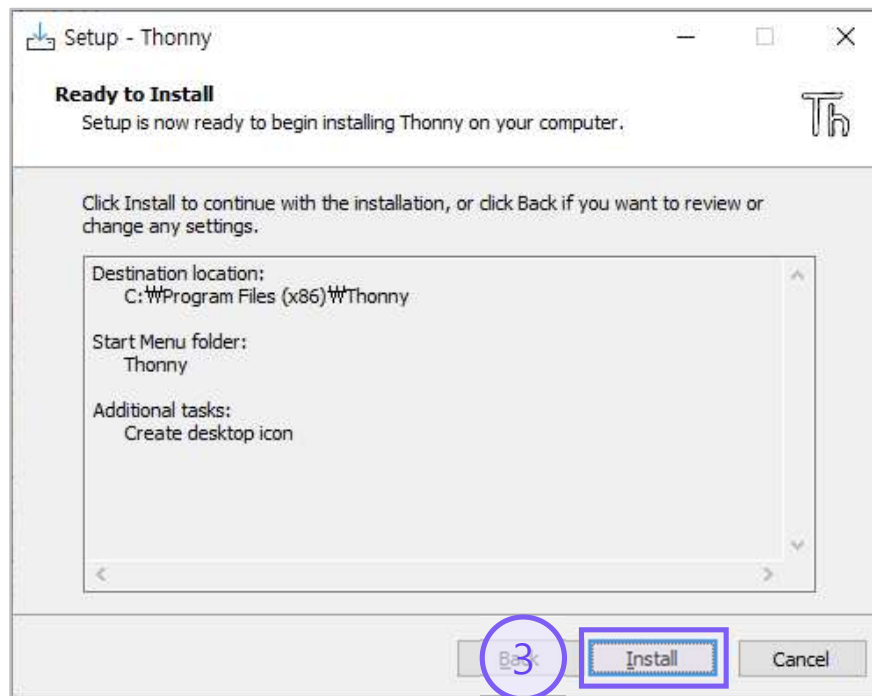 Setup - Thonny
Ready to Install
Setup is now ready to begin installing Thonny on your computer.
Th
Click Install to continue with the installation, or click Back if you want to review or
change any settings.
Destination location:
C:₩Program Files (x86)₩Thonny
Start Menu folder:
Thonny
Additional tasks:
Create desktop icon
Back
3
Install
Cancel